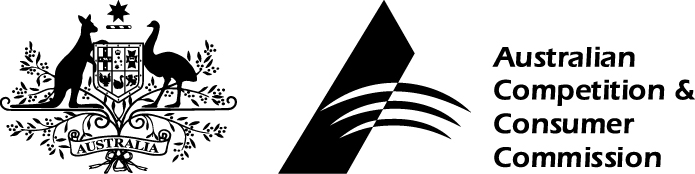 AUSTRALIA
Australian
Competition &
Consumer
Commission